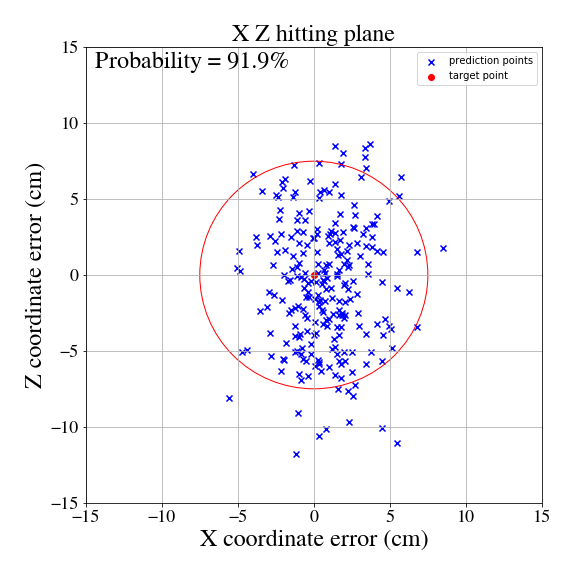 X Z hitting plane
Probability = 91.9%
prediction points
target point
Z coordinate error (cm)
15
10
5
0
−5
−10
−15
−15
−10
−5
0
5
10
15
X coordinate error (cm)